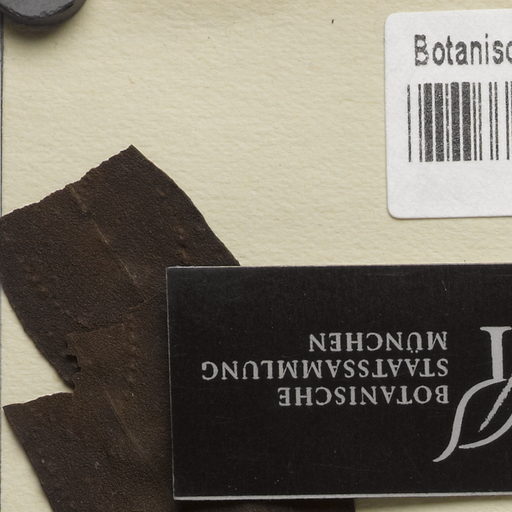 Botanisc
BOTANISCHE
STAATSSAMMLUNG
MÜNCHEN